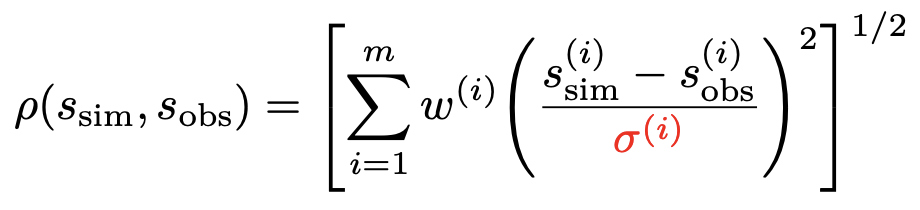 ρ(s_sim, s_obs) = [ ∑_{i=1}^{m} w^{(i)} ( (s_sim^{(i)} − s_obs^{(i)}) / σ^{(i)} )^2 ]^{1/2}